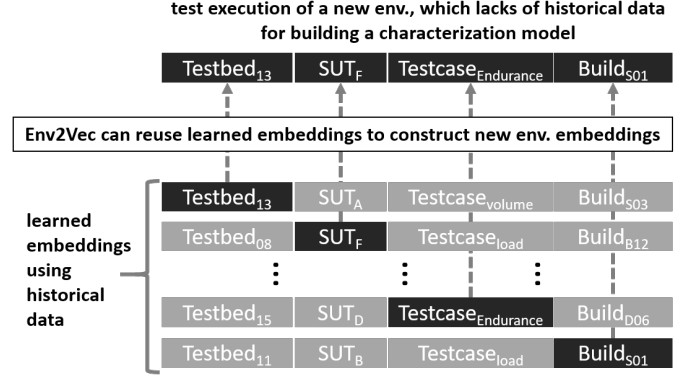 test execution of a new env., which lacks of historical data
for building a characterization model
Testbed13 SUTF TestcaseEndurance BuildS01
Env2Vec can reuse learned embeddings to construct new env. embeddings
learned
embeddings
using
historical
data
Testbed13 SUTA Testcasevolume BuildS03
Testbed08 SUTF Testcaseload BuildB12
Testbed15 SUTD TestcaseEndurance BuildD06
Testbed11 SUTB Testcaseload BuildS01